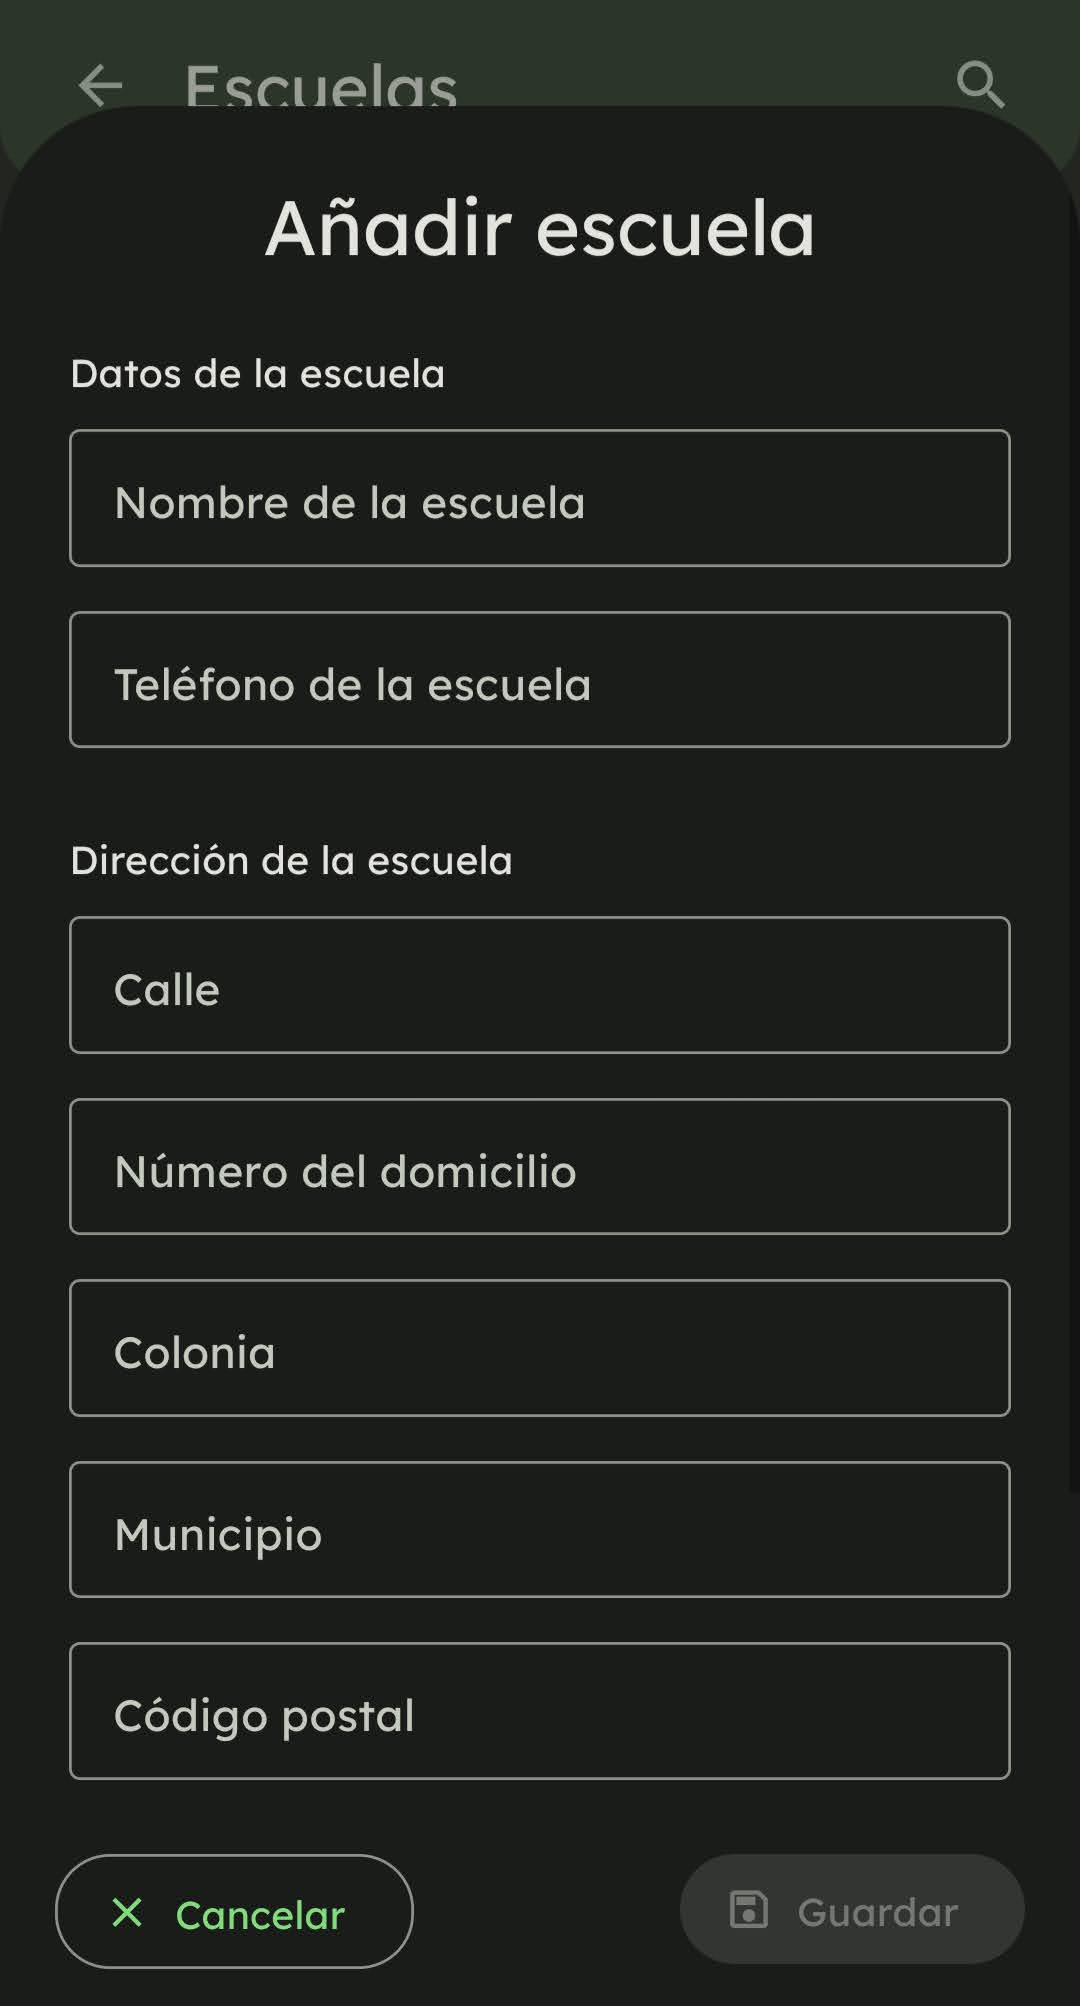 Escuelas
Añadir escuela
Datos de la escuela
Nombre de la escuela
Teléfono de la escuela
Dirección de la escuela
Calle
Número del domicilio
Colonia
Municipio
Código postal
Cancelar
Guardar